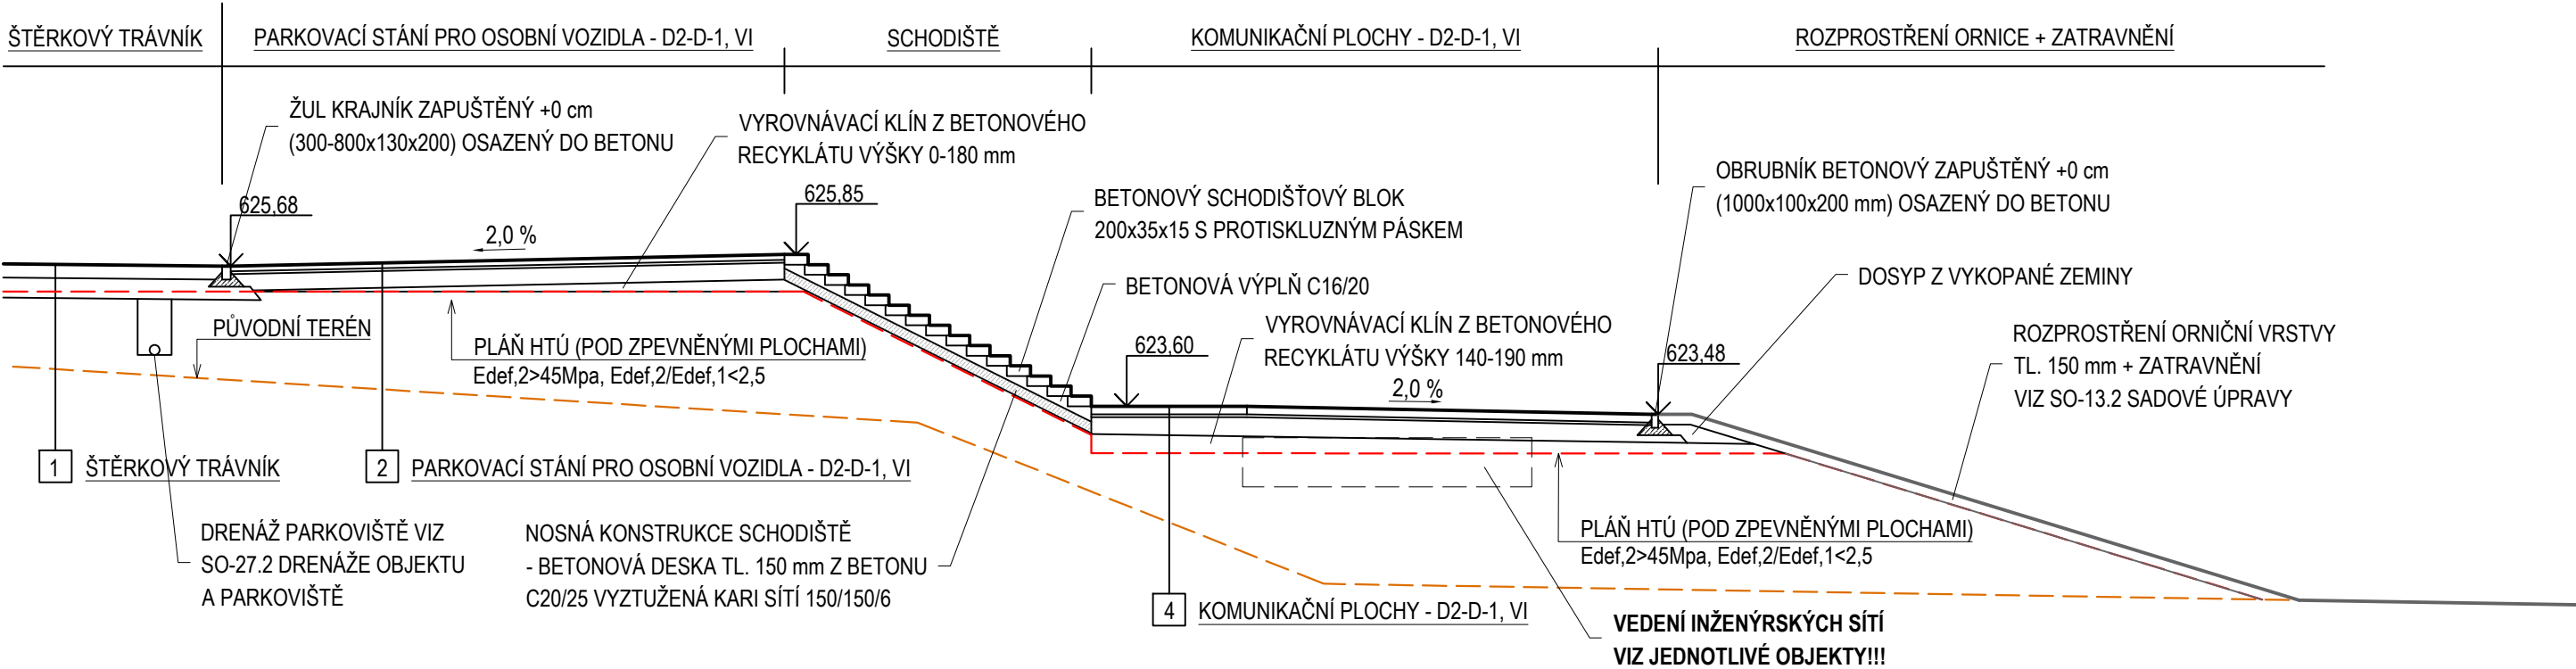 ŠTĚRKOVÝ TRÁVNÍK
PARKOVACÍ STÁNÍ PRO OSOBNÍ VOZIDLA - D2-D-1, VI
SCHODIŠTĚ
KOMUNIKAČNÍ PLOCHY - D2-D-1, VI
ROZPROSTŘENÍ ORNICE + ZATRAVNĚNÍ
ŽUL KRAJNÍK ZAPUŠTĚNÝ +0 cm
(300-800x130x200) OSAZENÝ DO BETONU
VYROVNÁVACÍ KLÍN Z BETONOVÉHO
RECYKLÁTU VÝŠKY 0-180 mm
OBRUBNÍK BETONOVÝ ZAPUŠTĚNÝ +0 cm
(1000x100x200 mm) OSAZENÝ DO BETONU
625,68
625,85
BETONOVÝ SCHODIŠŤOVÝ BLOK
200x35x15 S PROTISKLUZNÝM PÁSKEM
2,0 %
BETONOVÁ VÝPLŇ C16/20
DOSYP Z VYKOPANÉ ZEMINY
PŮVODNÍ TERÉN
PLÁŇ HTÚ (POD ZPEVNĚNÝMI PLOCHAMI)
Edef,2>45Mpa, Edef,2/Edef,1<2,5
623,60
VYROVNÁVACÍ KLÍN Z BETONOVÉHO
RECYKLÁTU VÝŠKY 140-190 mm
2,0 %
623,48
ROZPROSTŘENÍ ORNIČNÍ VRSTVY
TL. 150 mm + ZATRAVNĚNÍ
VIZ SO-13.2 SADOVÉ ÚPRAVY
1 ŠTĚRKOVÝ TRÁVNÍK
2 PARKOVACÍ STÁNÍ PRO OSOBNÍ VOZIDLA - D2-D-1, VI
DRENÁŽ PARKOVIŠTĚ VIZ
SO-27.2 DRENÁŽE OBJEKTU
A PARKOVIŠTĚ
NOSNÁ KONSTRUKCE SCHODIŠTĚ
- BETONOVÁ DESKA TL. 150 mm Z BETONU
C20/25 VYZTUŽENÁ KARI SÍTÍ 150/150/6
PLÁŇ HTÚ (POD ZPEVNĚNÝMI PLOCHAMI)
Edef,2>45Mpa, Edef,2/Edef,1<2,5
4 KOMUNIKAČNÍ PLOCHY - D2-D-1, VI
VEDENÍ INŽENÝRSKÝCH SÍTÍ
VIZ JEDNOTLIVÉ OBJEKTY!!!